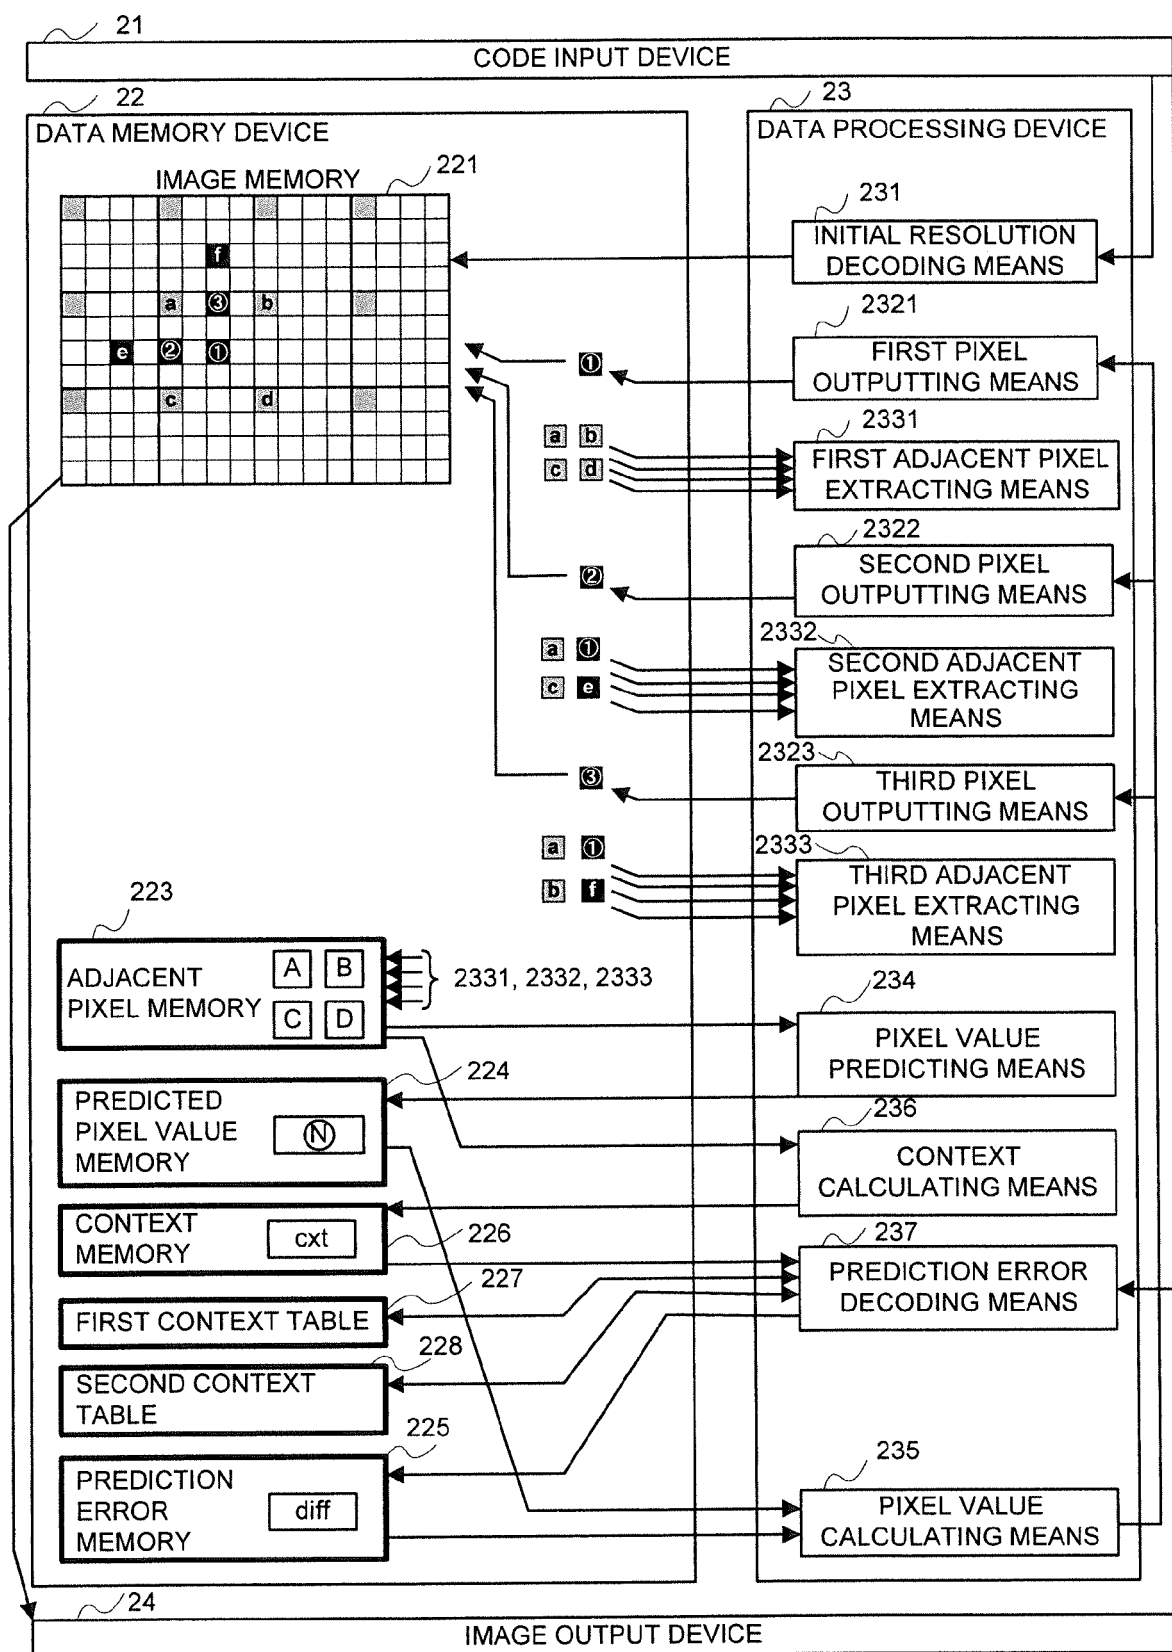 21
CODE INPUT DEVICE
22
DATA MEMORY DEVICE
23
DATA PROCESSING DEVICE
IMAGE MEMORY
221
f
a ③ b
e ② ①
c d
231
INITIAL RESOLUTION
DECODING MEANS
2321
①
FIRST PIXEL
OUTPUTTING MEANS
2331
a b
c d
FIRST ADJACENT PIXEL
EXTRACTING MEANS
2322
②
SECOND PIXEL
OUTPUTTING MEANS
2332
a ①
c e
SECOND ADJACENT
PIXEL EXTRACTING
MEANS
2323
③
THIRD PIXEL
OUTPUTTING MEANS
2333
a ①
b f
THIRD ADJACENT
PIXEL EXTRACTING
MEANS
223
ADJACENT
PIXEL MEMORY
A B
C D
2331, 2332, 2333
234
PIXEL VALUE
PREDICTING MEANS
224
PREDICTED
PIXEL VALUE
MEMORY
Ⓝ
236
CONTEXT
CALCULATING MEANS
CONTEXT
MEMORY
cxt
226
237
PREDICTION ERROR
DECODING MEANS
227
FIRST CONTEXT TABLE
228
SECOND CONTEXT
TABLE
225
PREDICTION
ERROR
MEMORY
diff
235
PIXEL VALUE
CALCULATING MEANS
24
IMAGE OUTPUT DEVICE